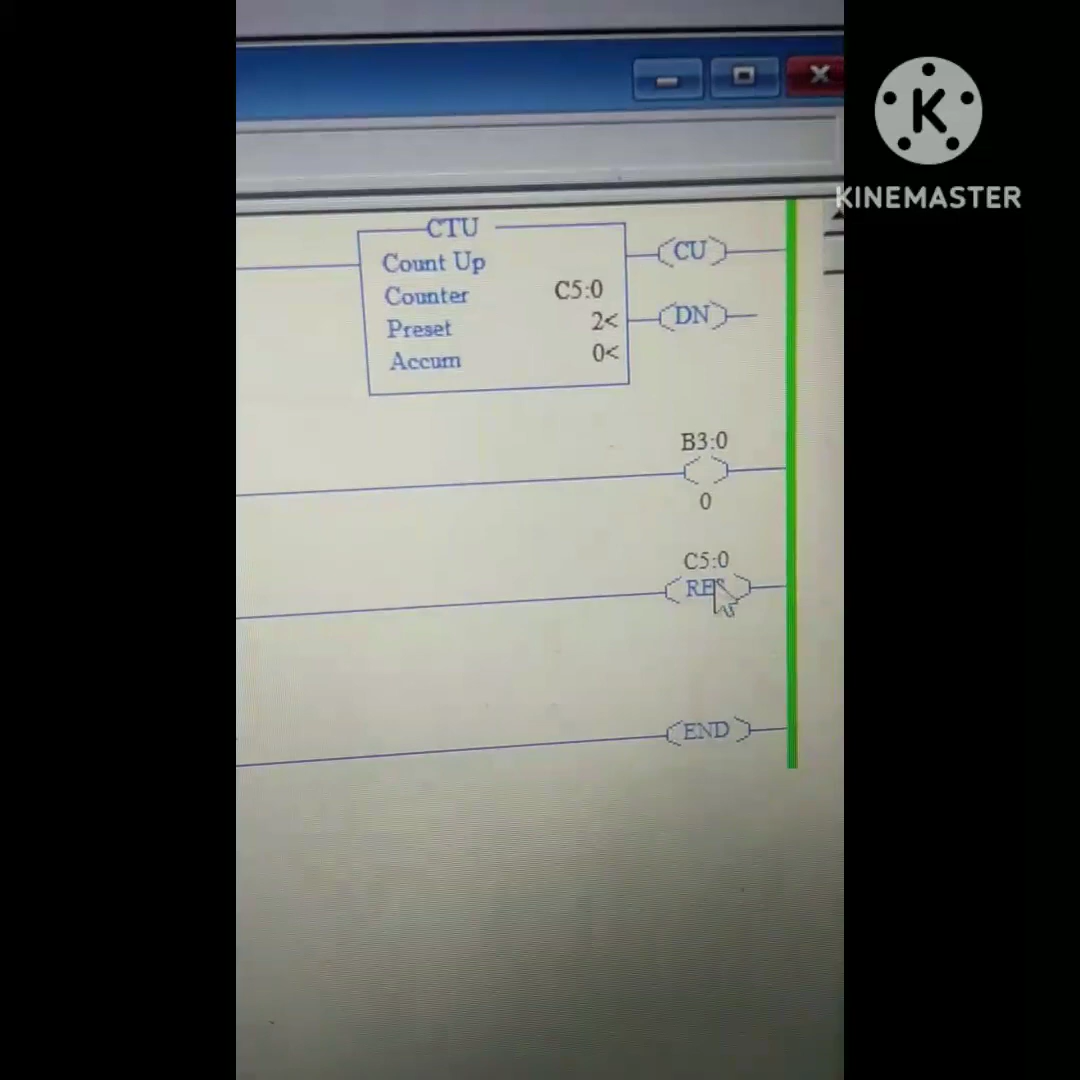 K
KINEMASTER
CTU
Count Up
Counter C5:0
Preset 2<
Accum 0<
CU
DN
B3:0
0
C5:0
END